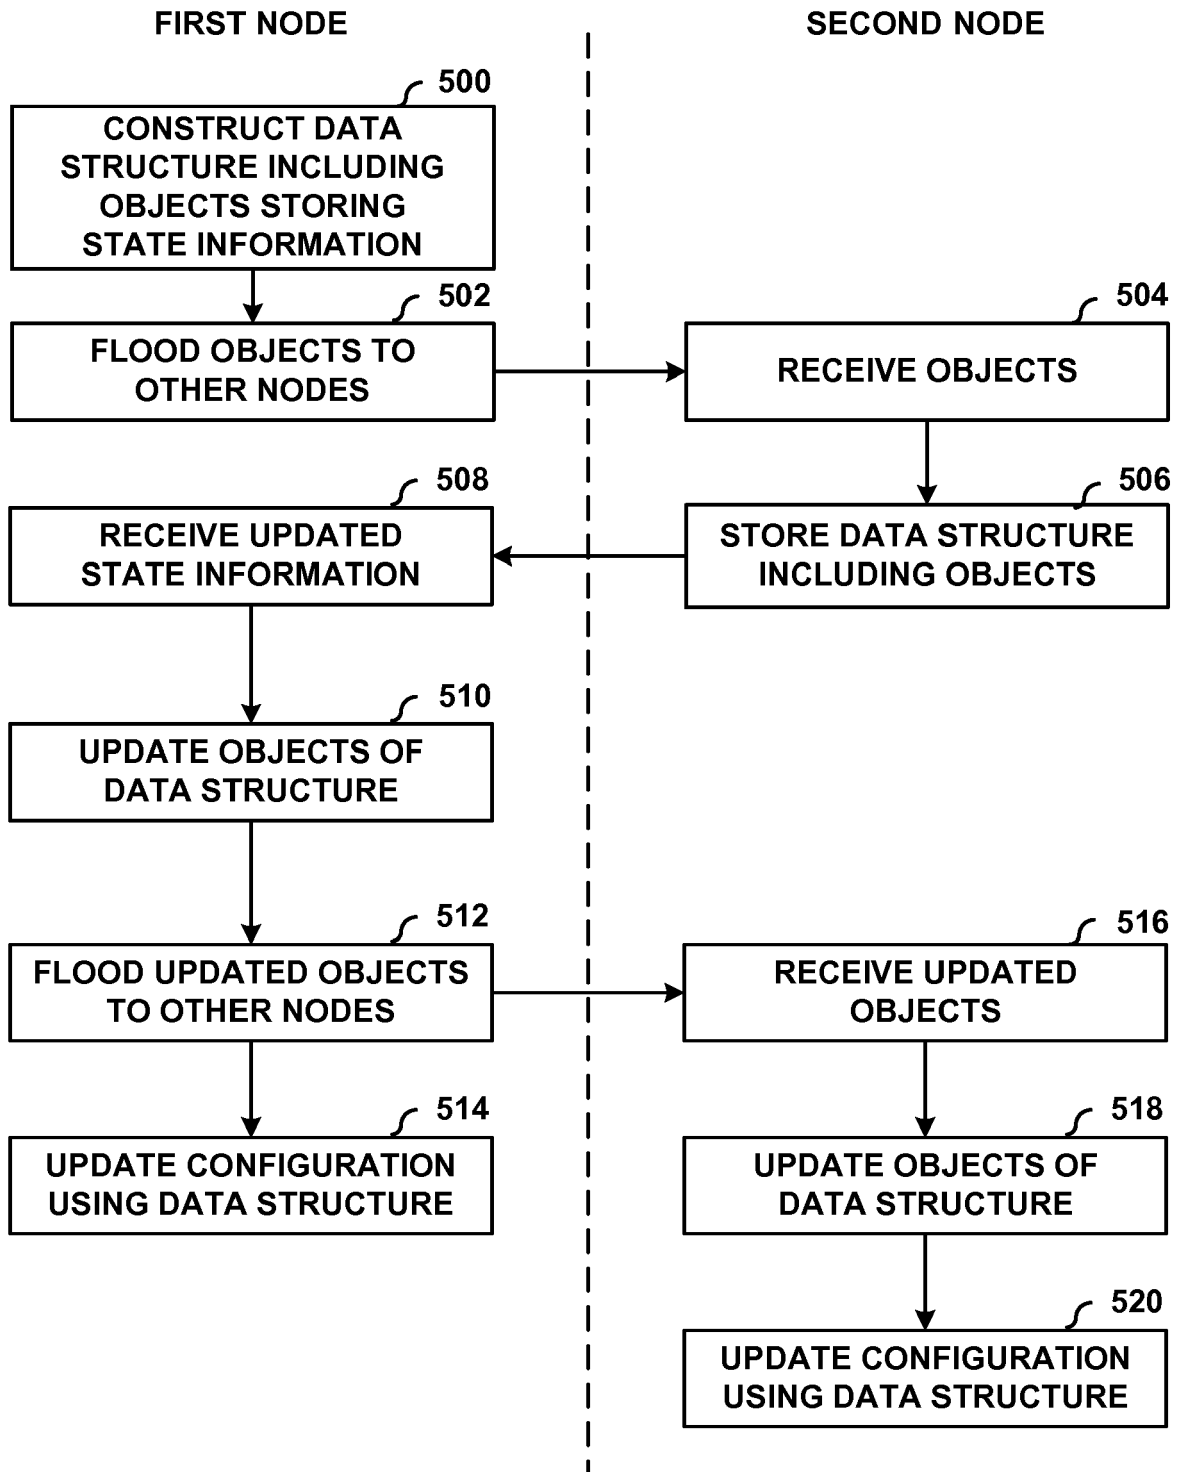 FIRST NODE
SECOND NODE
500
CONSTRUCT DATA
STRUCTURE INCLUDING
OBJECTS STORING
STATE INFORMATION
502
FLOOD OBJECTS TO
OTHER NODES
504
RECEIVE OBJECTS
506
STORE DATA STRUCTURE
INCLUDING OBJECTS
508
RECEIVE UPDATED
STATE INFORMATION
510
UPDATE OBJECTS OF
DATA STRUCTURE
512
FLOOD UPDATED OBJECTS
TO OTHER NODES
516
RECEIVE UPDATED
OBJECTS
514
UPDATE CONFIGURATION
USING DATA STRUCTURE
518
UPDATE OBJECTS OF
DATA STRUCTURE
520
UPDATE CONFIGURATION
USING DATA STRUCTURE